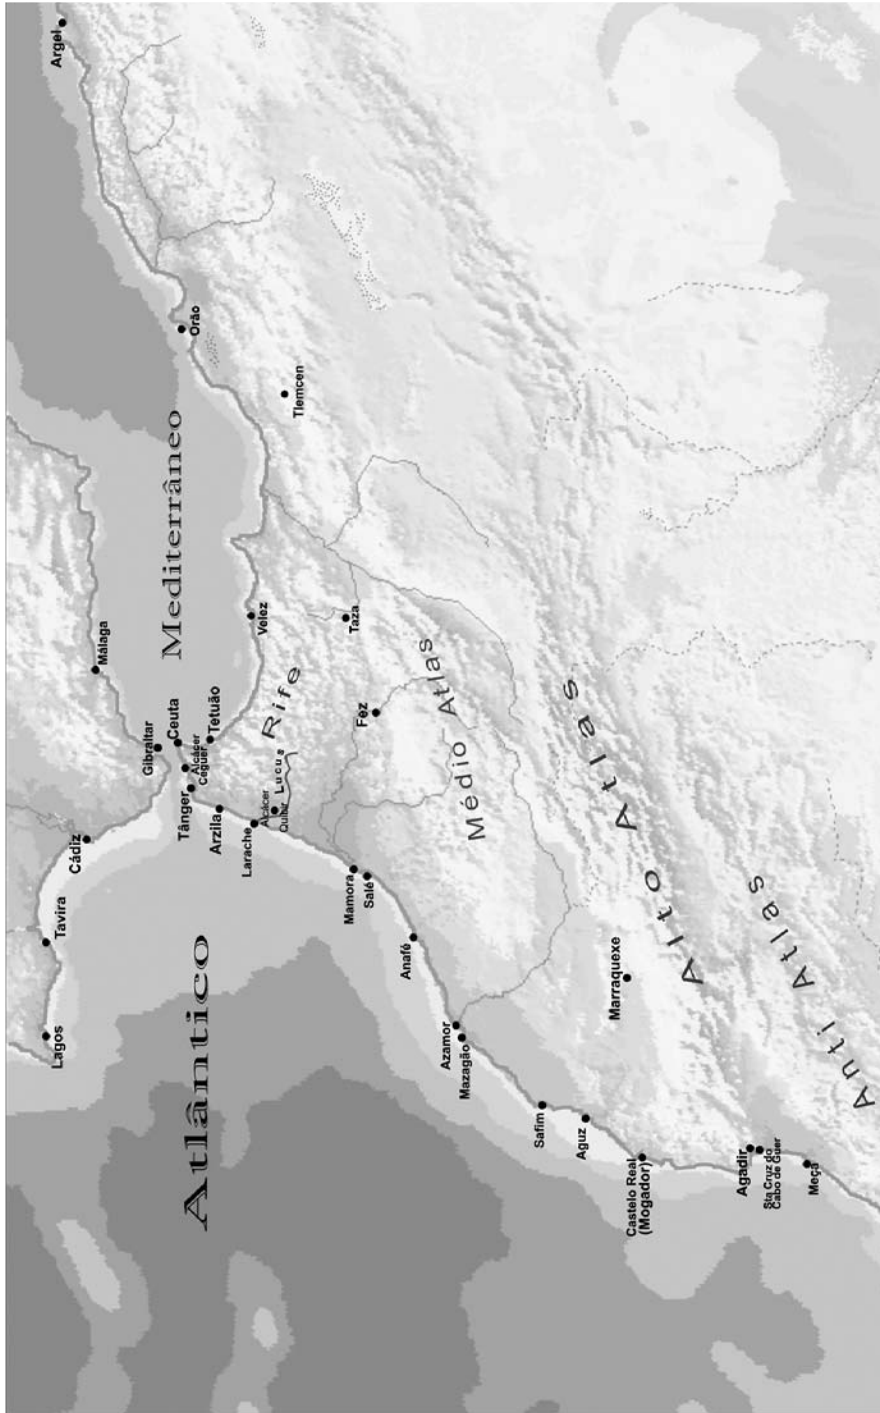 Argel
Orão
Tlemcen
Mediterrâneo
Málaga
Velez
Taza
Gibraltar
Ceuta
Tetuão
Alcácer
Ceguer
Tânger
Rife
Fez
Médio Atlas
Arzila
Larache
Alcácer
Quibir
Lucus
Cádiz
Tavira
Lagos
Atlântico
Mamora
Salé
Anafé
Azamor
Mazagão
Marraquexe
Alto Atlas
Anti Atlas
Safim
Aguz
Castelo Real
(Mogador)
Agadir
Sta Cruz do
Cabo de Guer
Meça